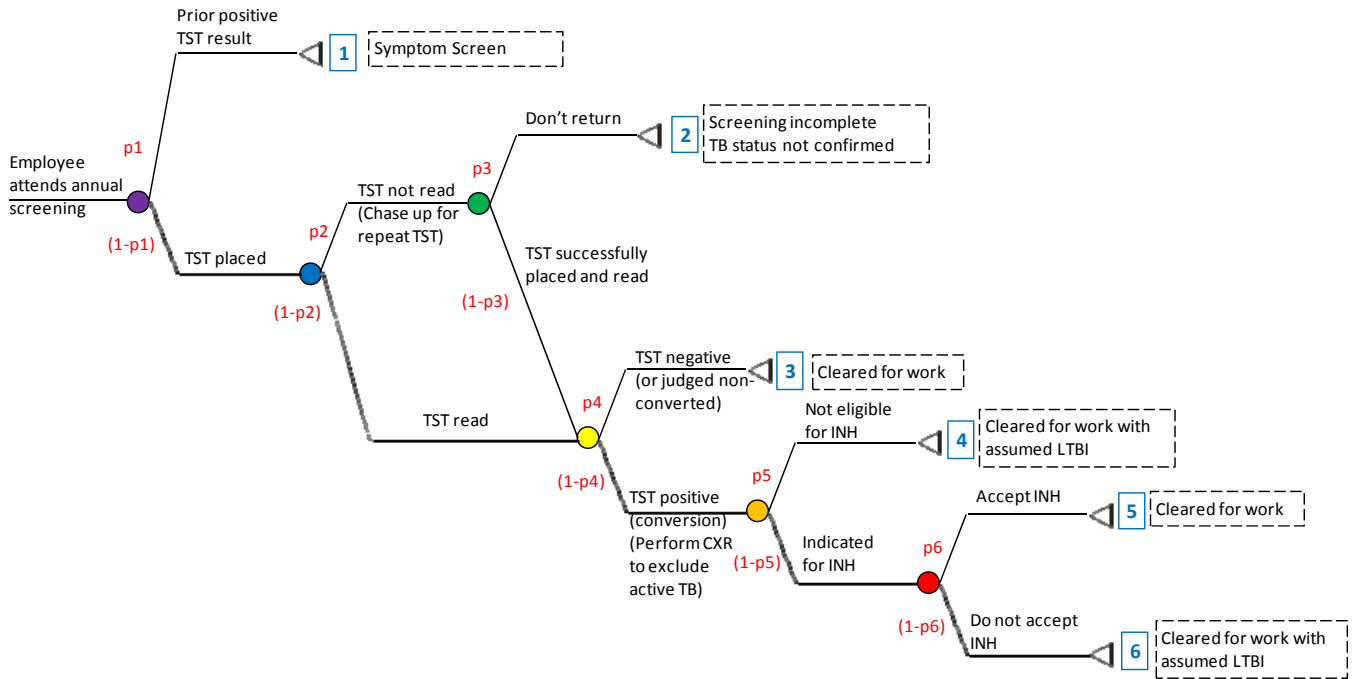 Prior positive
TST result
1
Symptom Screen
p1
Employee
attends annual
screening
(1-p1)
TST placed
p2
(1-p2)
TST not read
(Chase up for
repeat TST)
p3
Don't return
2
Screening incomplete
TB status not confirmed
TST successfully
placed and read
(1-p3)
TST read
p4
(1-p4)
TST negative
(or judged non-
converted)
3
Cleared for work
TST positive
(conversion)
(Perform CXR
to exclude
active TB)
p5
(1-p5)
Not eligible
for INH
4
Cleared for work with
assumed LTBI
Indicated
for INH
p6
(1-p6)
Accept INH
5
Cleared for work
Do not accept
INH
6
Cleared for work with
assumed LTBI